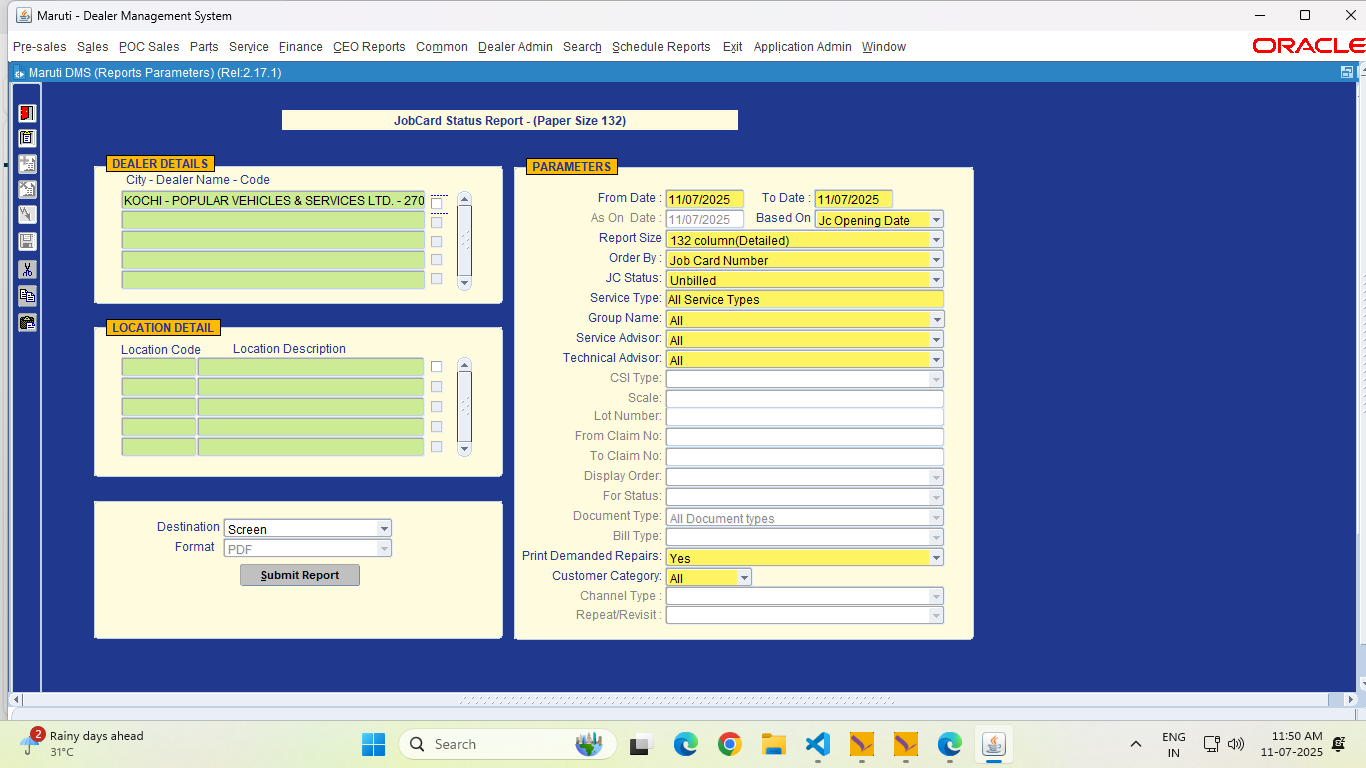 Maruti - Dealer Management System
Pre-sales Sales POC Sales Parts Service Finance CEO Reports Common Dealer Admin Search Schedule Reports Exit Application Admin Window
ORACLE
Maruti DMS (Reports Parameters) (Rel:2.17.1)
JobCard Status Report - (Paper Size 132)
DEALER DETAILS
City - Dealer Name - Code
KOCHI - POPULAR VEHICLES & SERVICES LTD. - 270
LOCATION DETAIL
Location Code Location Description
Destination Screen
Format PDF
Submit Report
PARAMETERS
From Date : 11/07/2025 To Date : 11/07/2025
As On Date : 11/07/2025 Based On Jc Opening Date
Report Size 132 column(Detailed)
Order By : Job Card Number
JC Status: Unbilled
Service Type: All Service Types
Group Name: All
Service Advisor: All
Technical Advisor: All
CSI Type:
Scale:
Lot Number:
From Claim No:
To Claim No:
Display Order:
For Status:
Document Type: All Document types
Bill Type:
Print Demanded Repairs: Yes
Customer Category: All
Channel Type :
Repeat/Revisit :
2
Rainy days ahead
31°C
Search
ENG
IN
11:50 AM
11-07-2025